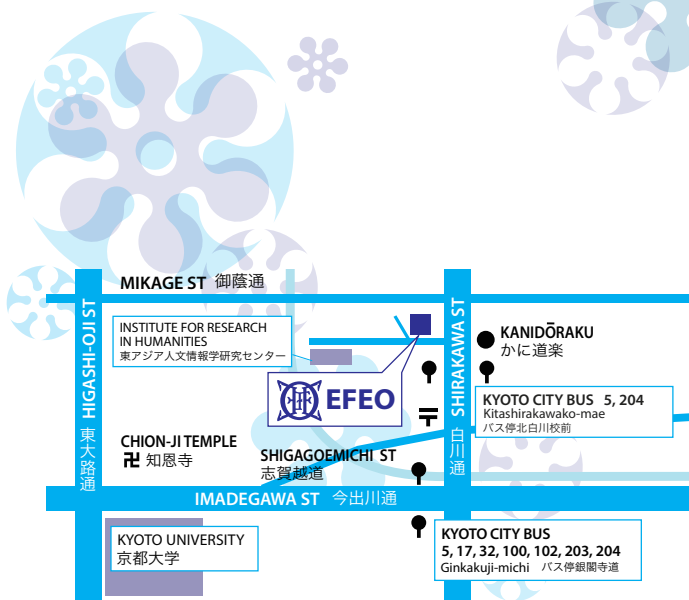 MIKAGE ST 御蔭通
HIGASHI-OJI ST 東大路通
INSTITUTE FOR RESEARCH
IN HUMANITIES
東アジア人文情報学研究センター
SHIRAKAWA ST 白川通
KANIDŌRAKU
かに道楽
EFEO
KYOTO CITY BUS 5, 204
Kitashirakawako-mae
バス停北白川校前
〒
CHION-JI TEMPLE
卍 知恩寺
SHIGAGOEMICHI ST
志賀越道
IMADEGAWA ST 今出川通
KYOTO UNIVERSITY
京都大学
KYOTO CITY BUS
5, 17, 32, 100, 102, 203, 204
Ginkakuji-michi バス停銀閣寺道